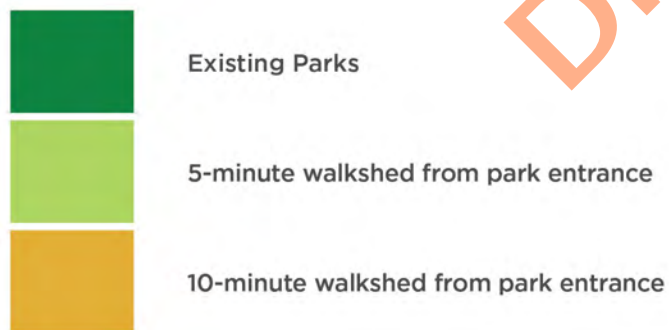 Existing Parks
5-minute walkshed from park entrance
10-minute walkshed from park entrance